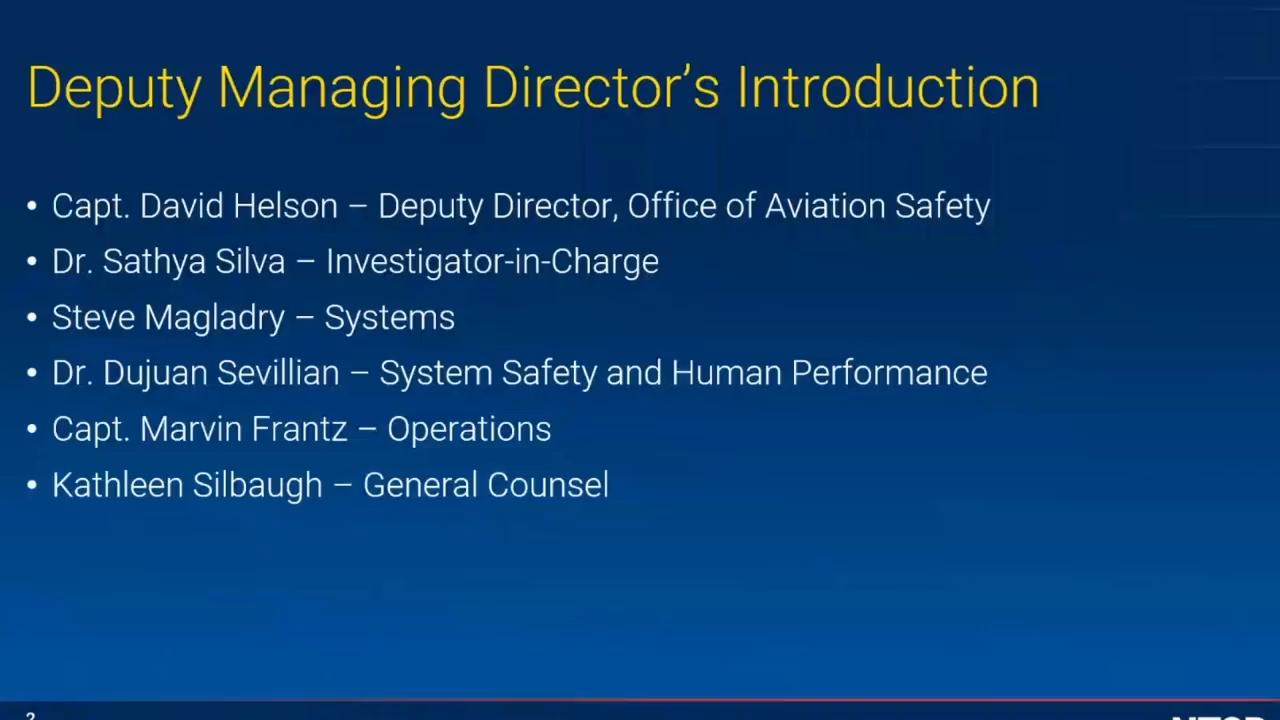 Deputy Managing Director’s Introduction
• Capt. David Helson – Deputy Director, Office of Aviation Safety
• Dr. Sathya Silva – Investigator-in-Charge
• Steve Magladry – Systems
• Dr. Dujuan Sevillian – System Safety and Human Performance
• Capt. Marvin Frantz – Operations
• Kathleen Silbaugh – General Counsel
2
NTSB